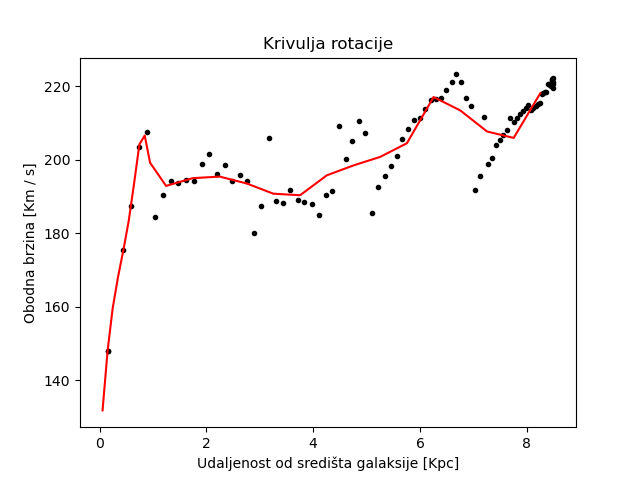 Krivulja rotacije
Obodna brzina [Km / s]
220
200
180
160
140
0 2 4 6 8
Udaljenost od središta galaksije [Kpc]